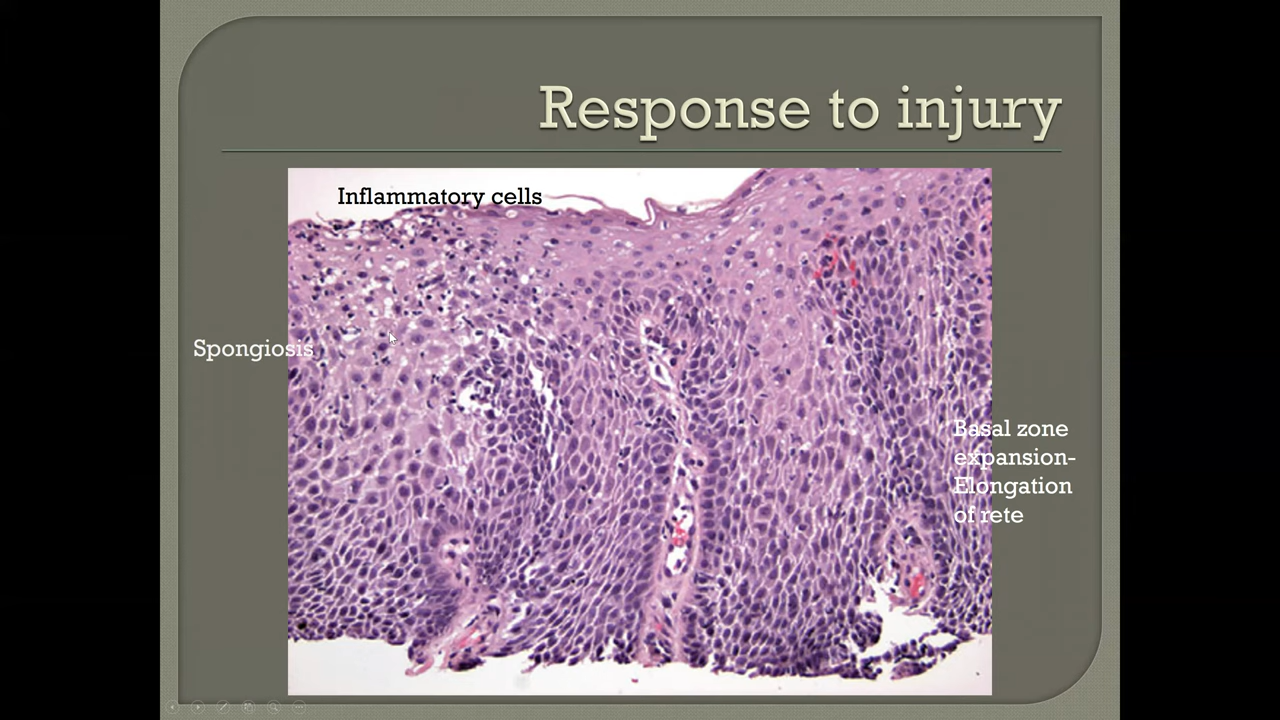 Response to injury
Inflammatory cells
Spongiosis
Basal zone
expansion-
Elongation
of rete